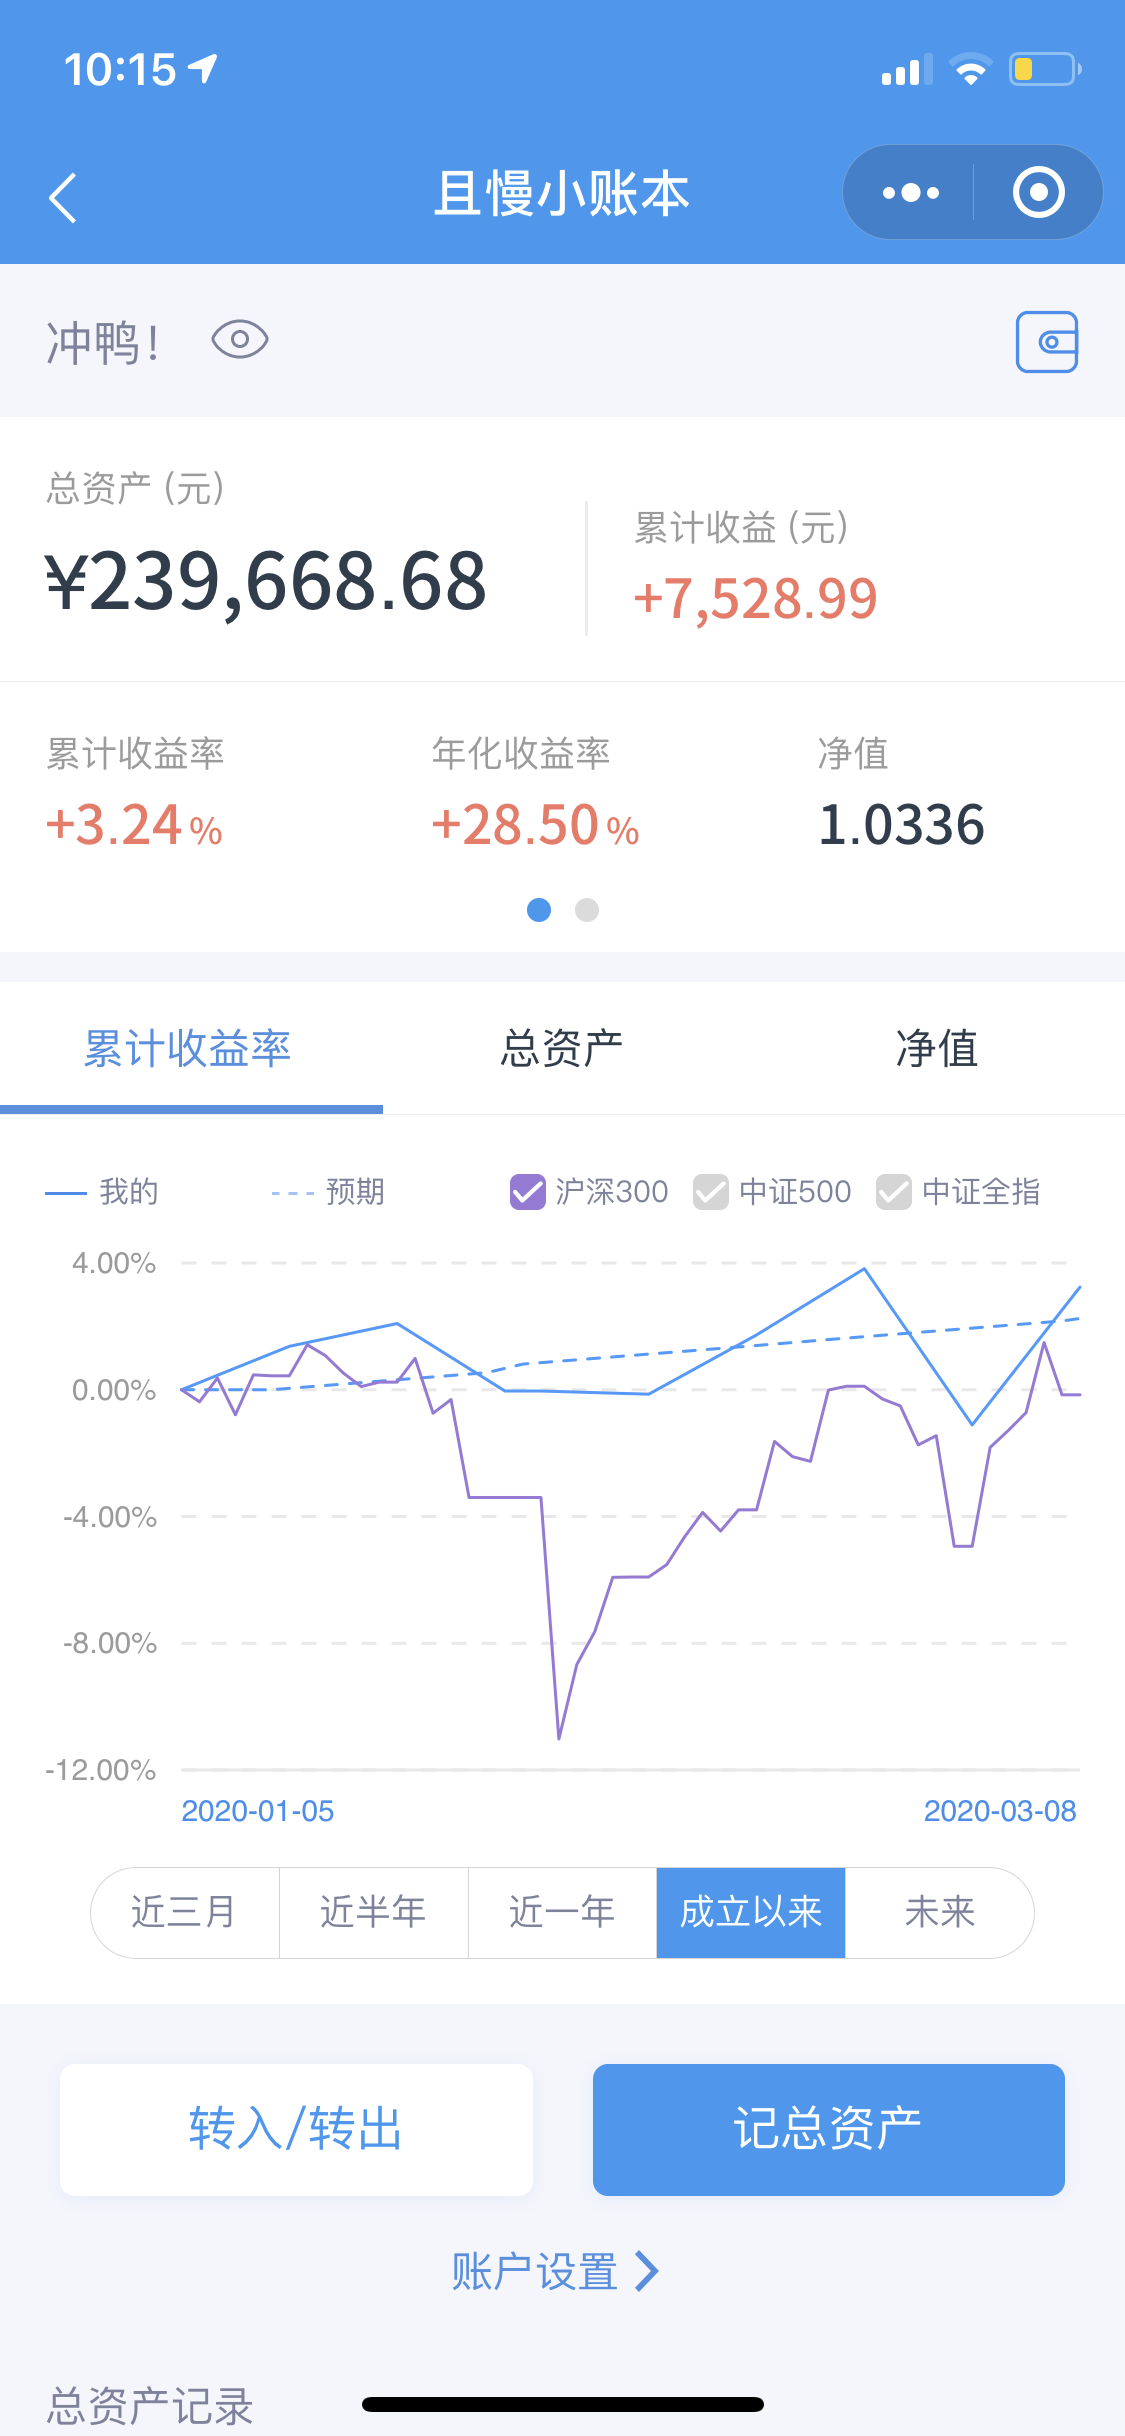 10:15
且慢小账本
冲鸭！
总资产 (元)
¥239,668.68
累计收益 (元)
+7,528.99
累计收益率 年化收益率 净值
+3.24 % +28.50 % 1.0336
累计收益率 总资产 净值
我的 预期 沪深300 中证500 中证全指
4.00%
0.00%
-4.00%
-8.00%
-12.00%
2020-01-05 2020-03-08
近三月 近半年 近一年 成立以来 未来
转入/转出 记总资产
账户设置
总资产记录